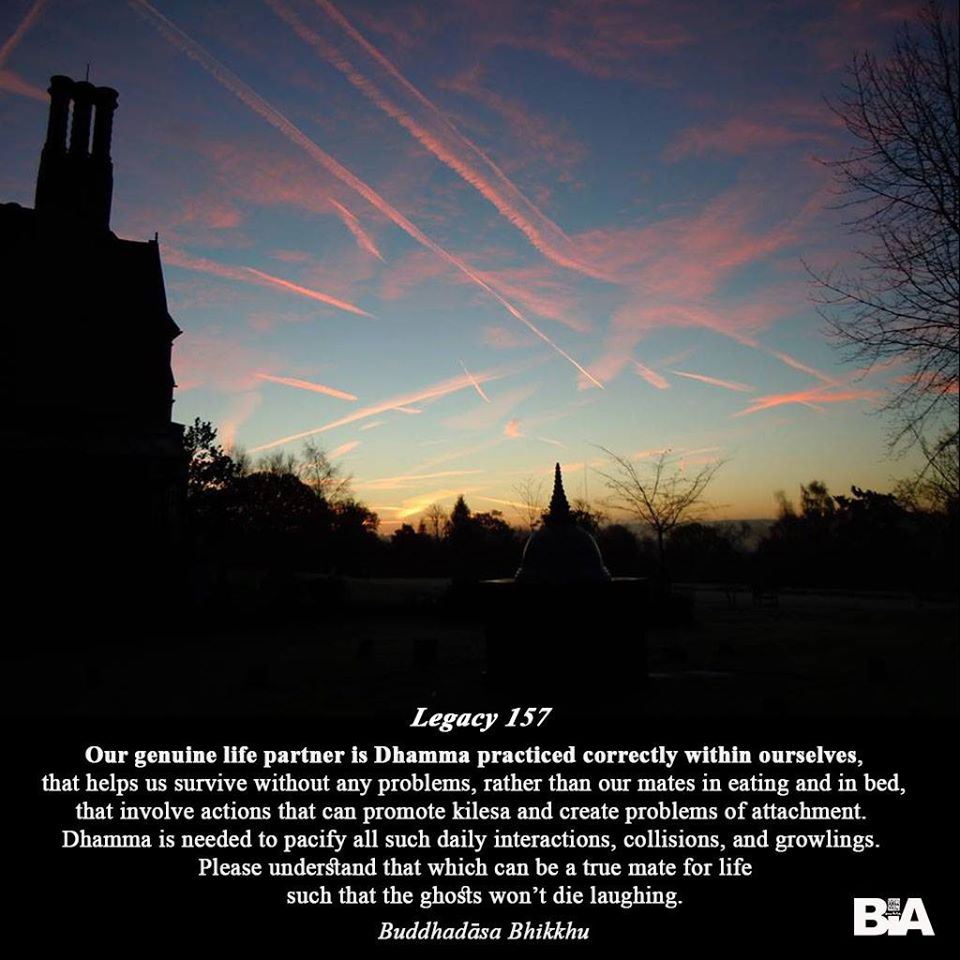 Legacy 157
Our genuine life partner is Dhamma practiced correctly within ourselves,
that helps us survive without any problems, rather than our mates in eating and in bed,
that involve actions that can promote kilesa and create problems of attachment.
Dhamma is needed to pacify all such daily interactions, collisions, and growlings.
Please understand that which can be a true mate for life
such that the ghosts won’t die laughing.
Buddhadāsa Bhikkhu
BIA